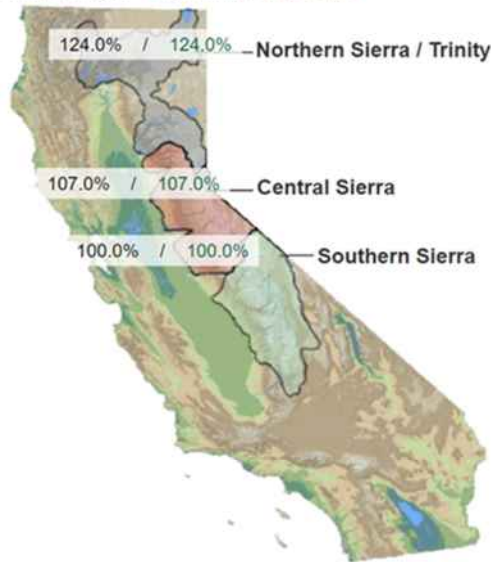 124.0% / 124.0% Northern Sierra / Trinity
107.0% / 107.0% Central Sierra
100.0% / 100.0% Southern Sierra